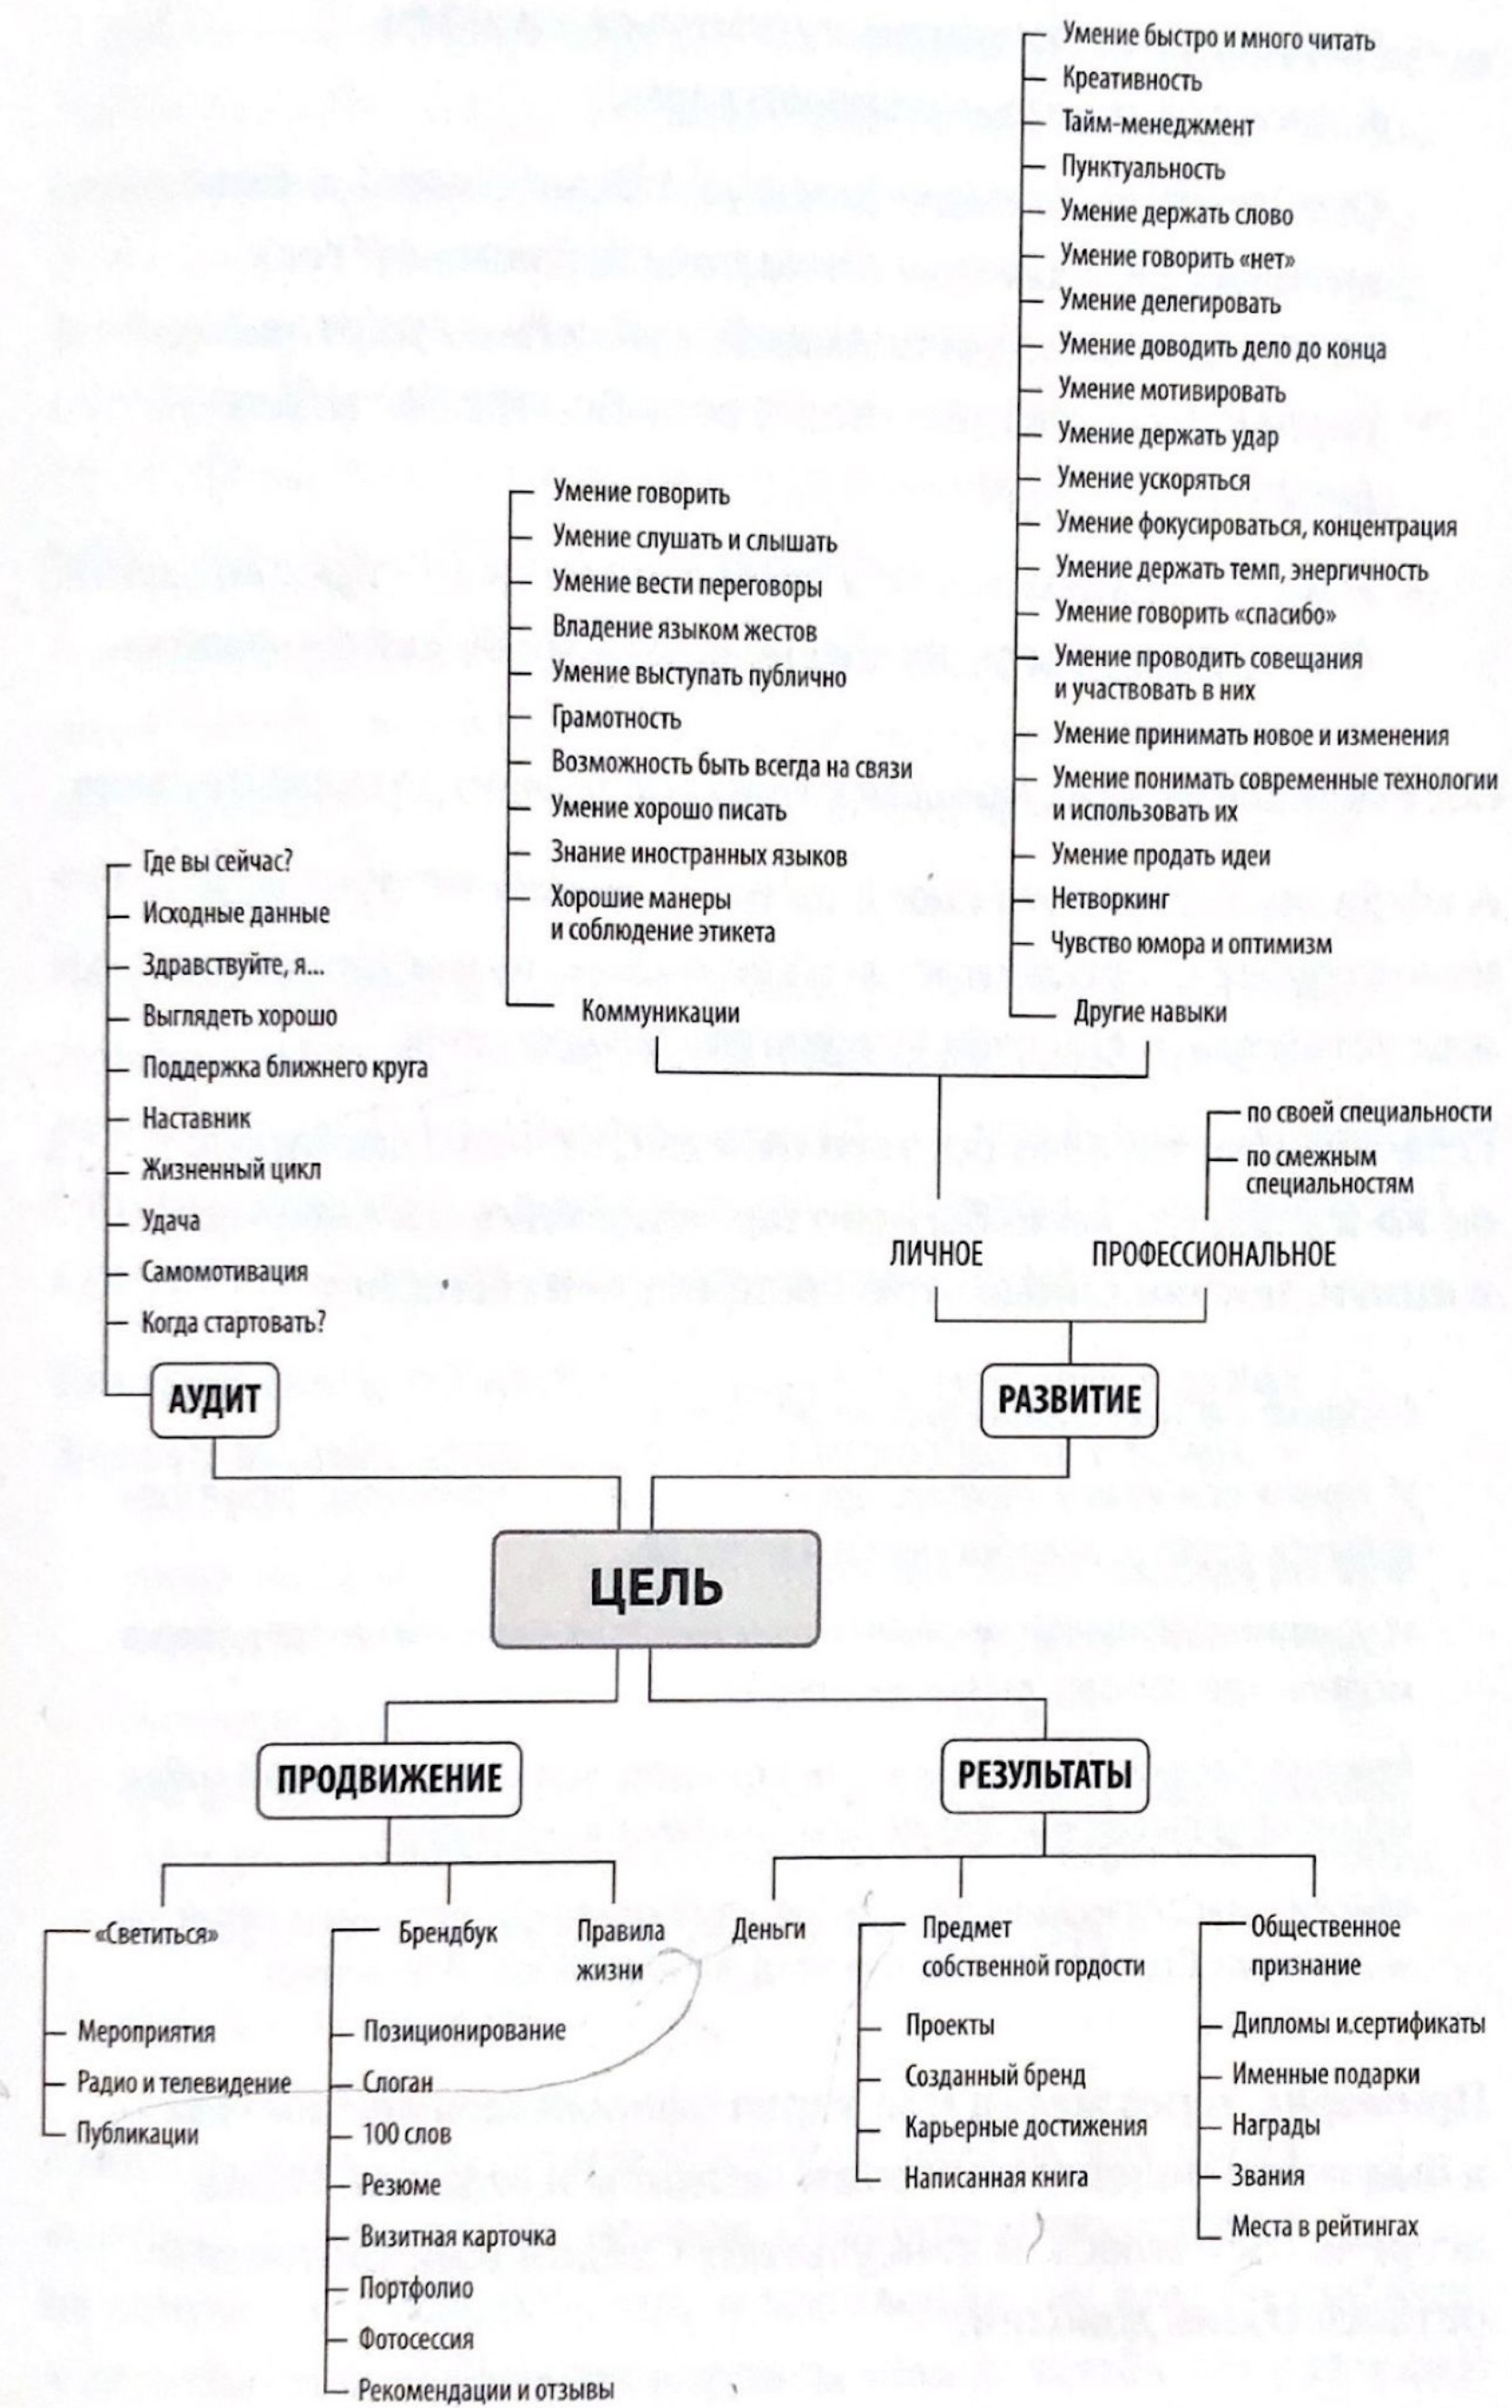 Умение быстро и много читать
Креативность
Тайм-менеджмент
Пунктуальность
Умение держать слово
Умение говорить «нет»
Умение делегировать
Умение доводить дело до конца
Умение мотивировать
Умение держать удар
Умение ускоряться
Умение фокусироваться, концентрация
Умение держать темп, энергичность
Умение говорить «спасибо»
Умение проводить совещания
и участвовать в них
Умение принимать новое и изменения
Умение понимать современные технологии
и использовать их
Умение продать идеи
Нетворкинг
Чувство юмора и оптимизм
Другие навыки
Умение говорить
Умение слушать и слышать
Умение вести переговоры
Владение языком жестов
Умение выступать публично
Грамотность
Возможность быть всегда на связи
Умение хорошо писать
Знание иностранных языков
Хорошие манеры
и соблюдение этикета
Коммуникации
Где вы сейчас?
Исходные данные
Здравствуйте, я...
Выглядеть хорошо
Поддержка ближнего круга
Наставник
Жизненный цикл
Удача
Самомотивация
Когда стартовать?
АУДИТ
по своей специальности
по смежным
специальностям
ЛИЧНОЕ
ПРОФЕССИОНАЛЬНОЕ
РАЗВИТИЕ
ЦЕЛЬ
ПРОДВИЖЕНИЕ
РЕЗУЛЬТАТЫ
«Светиться»
Мероприятия
Радио и телевидение
Публикации
Брендбук
Позиционирование
Слоган
100 слов
Резюме
Визитная карточка
Портфолио
Фотосессия
Рекомендации и отзывы
Правила
жизни
Деньги
Предмет
собственной гордости
Проекты
Созданный бренд
Карьерные достижения
Написанная книга
Общественное
признание
Дипломы и сертификаты
Именные подарки
Награды
Звания
Места в рейтингах